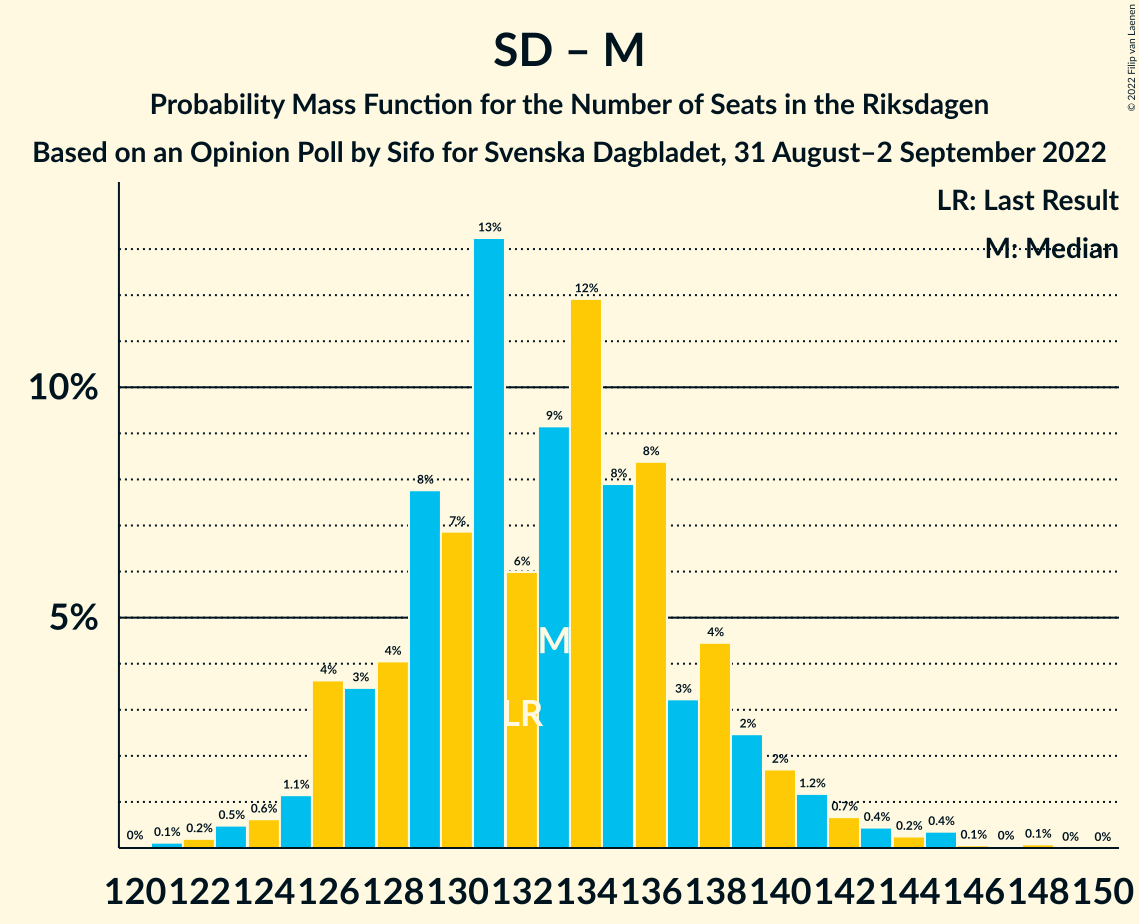 © 2022 Filip van Laenen
SD – M
Probability Mass Function for the Number of Seats in the Riksdagen
Based on an Opinion Poll by Sifo for Svenska Dagbladet, 31 August–2 September 2022
LR: Last Result
M: Median
10%
5%
0% 0.1% 0.2% 0.5% 0.6% 1.1% 4% 3% 4% 8% 7% 13% 6% 9% 12% 8% 8% 3% 4% 2% 2% 1.2% 0.7% 0.4% 0.2% 0.4% 0.1% 0% 0.1% 0% 0%
M
LR
120 122 124 126 128 130 132 134 136 138 140 142 144 146 148 150